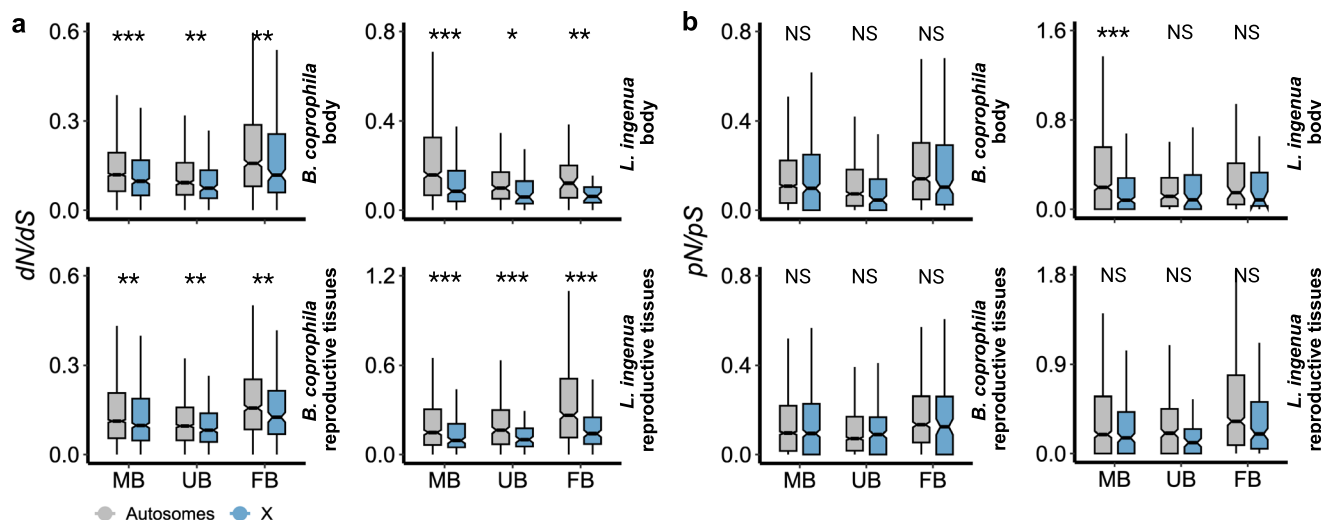 a
b
0.6
0.3
0.0
***
**
**
B. coprophila
body
0.8
0.4
0.0
***
*
**
L. ingenua
body
0.8
0.4
0.0
NS
NS
NS
B. coprophila
body
1.6
0.8
0.0
***
NS
NS
L. ingenua
body
dN/dS
pN/pS
0.6
0.3
0.0
**
**
**
B. coprophila
reproductive tissues
1.2
0.6
0.0
***
***
***
L. ingenua
reproductive tissues
0.8
0.4
0.0
NS
NS
NS
B. coprophila
reproductive tissues
1.8
0.9
0.0
NS
NS
NS
L. ingenua
reproductive tissues
MB UB FB
MB UB FB
MB UB FB
MB UB FB
Autosomes X